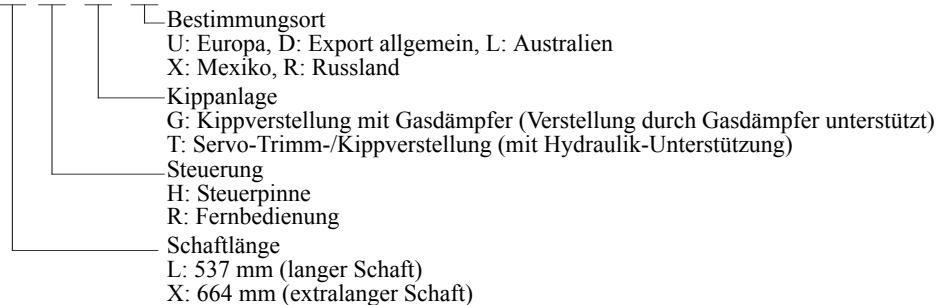 Bestimmungsort
U: Europa, D: Export allgemein, L: Australien
X: Mexiko, R: Russland
Kippanlage
G: Kippverstellung mit Gasdämpfer (Verstellung durch Gasdämpfer unterstützt)
T: Servo-Trimm-/Kippverstellung (mit Hydraulik-Unterstützung)
Steuerung
H: Steuerpinne
R: Fernbedienung
Schaftlänge
L: 537 mm (langer Schaft)
X: 664 mm (extralanger Schaft)